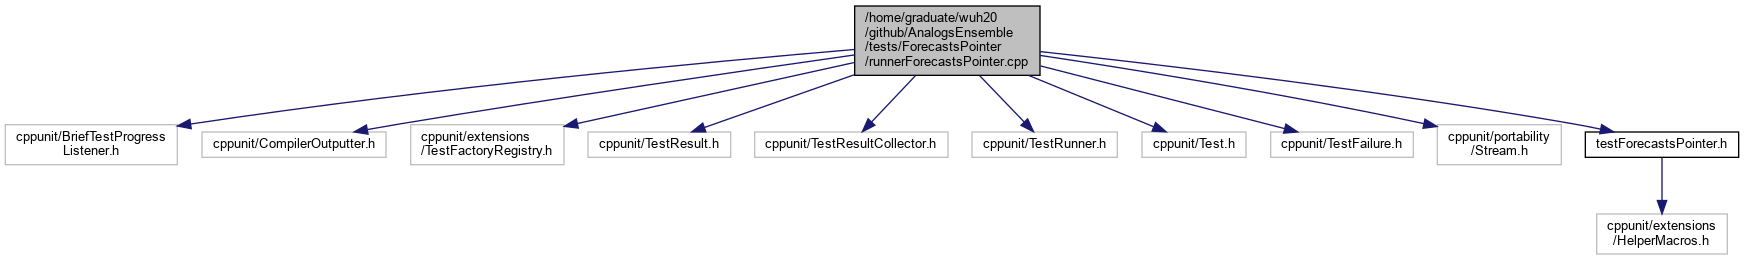 /home/graduate/wuh20
/github/AnalogsEnsemble
/tests/ForecastsPointer
/runnerForecastsPointer.cpp
cppunit/BriefTestProgress
Listener.h
cppunit/CompilerOutputter.h
cppunit/extensions
/TestFactoryRegistry.h
cppunit/TestResult.h
cppunit/TestResultCollector.h
cppunit/TestRunner.h
cppunit/Test.h
cppunit/TestFailure.h
cppunit/portability
/Stream.h
testForecastsPointer.h
cppunit/extensions
/HelperMacros.h